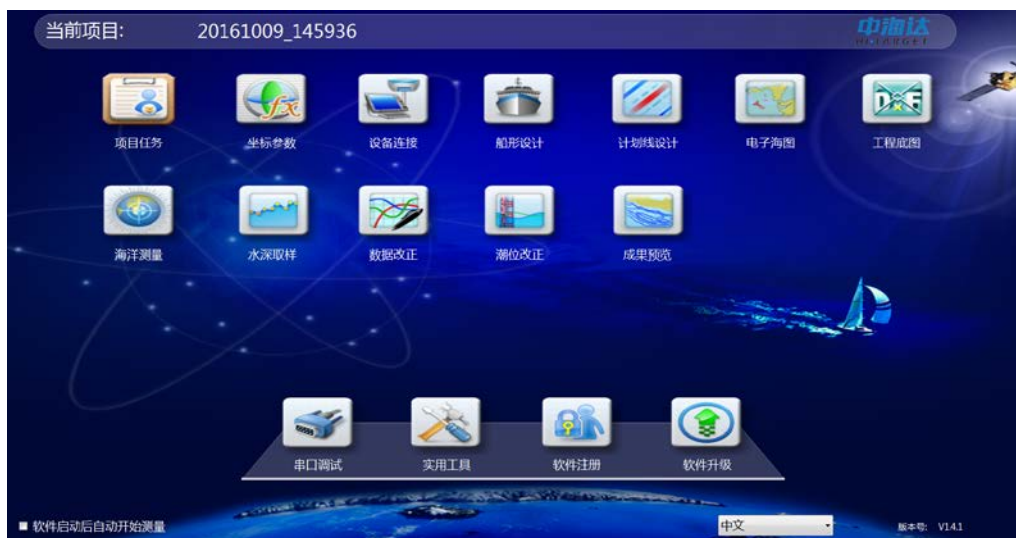 当前项目: 20161009_145936 中海达
HI-TARGET
DXF
项目任务 坐标参数 设备连接 船形设计 计划线设计 电子海图 工程底图
海洋测量 水深取样 数据改正 潮位改正 成果预览
串口调试 实用工具 软件注册 软件升级
软件启动后自动开始测量 中文 版本号: V1.4.1